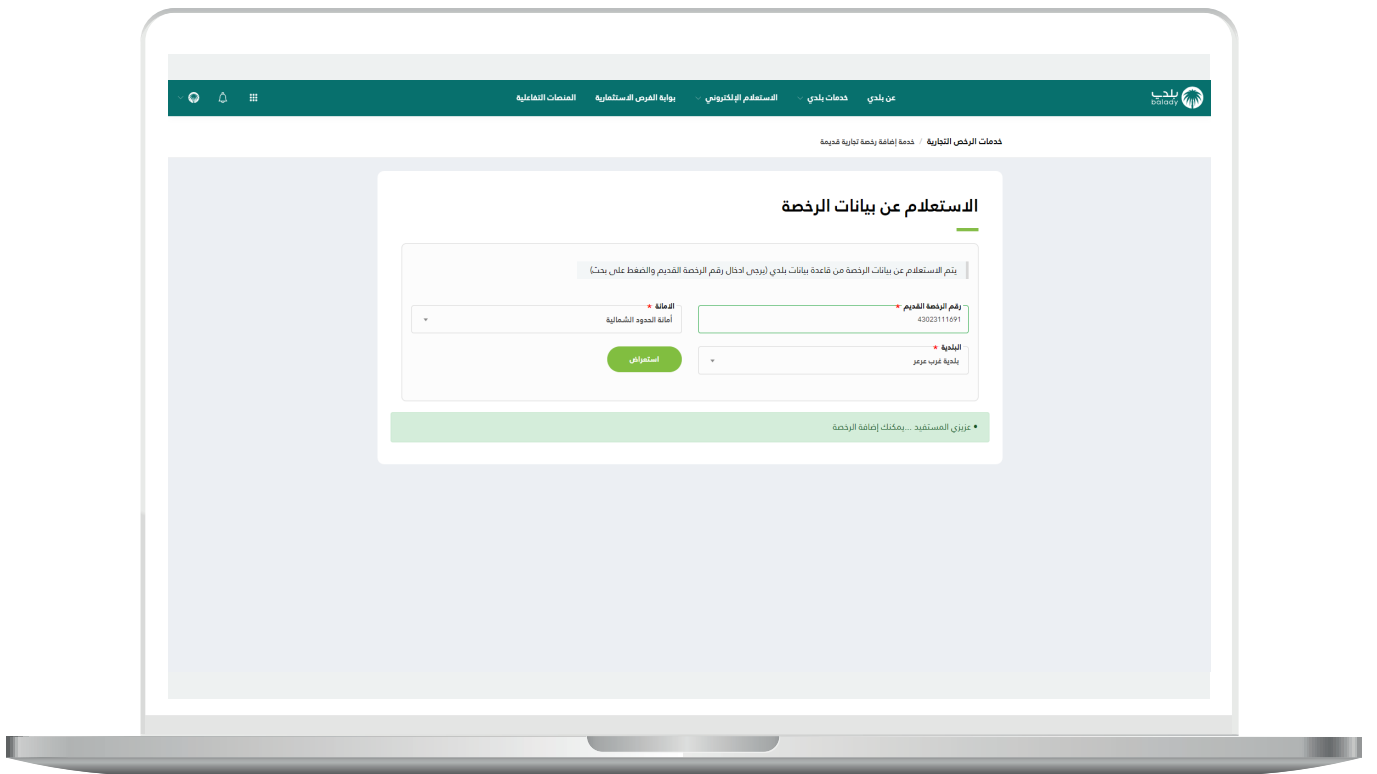 بلدي
balady
عن بلدي خدمات بلدي الاستعلام الإلكتروني بوابة الفرص الاستثمارية المنصات التفاعلية
خدمات الرخص التجارية / خدمة إضافة رخصة تجارية قديمة
الاستعلام عن بيانات الرخصة
يتم الاستعلام عن بيانات الرخصة من قاعدة بيانات بلدي (يرجى ادخال رقم الرخصة القديم والضغط على بحث)
رقم الرخصة القديم * الامانة *
43023111691 أمانة الحدود الشمالية
البلدية *
بلدية غرب عرعر استعراض
• عزيزي المستفيد ...يمكنك إضافة الرخصة